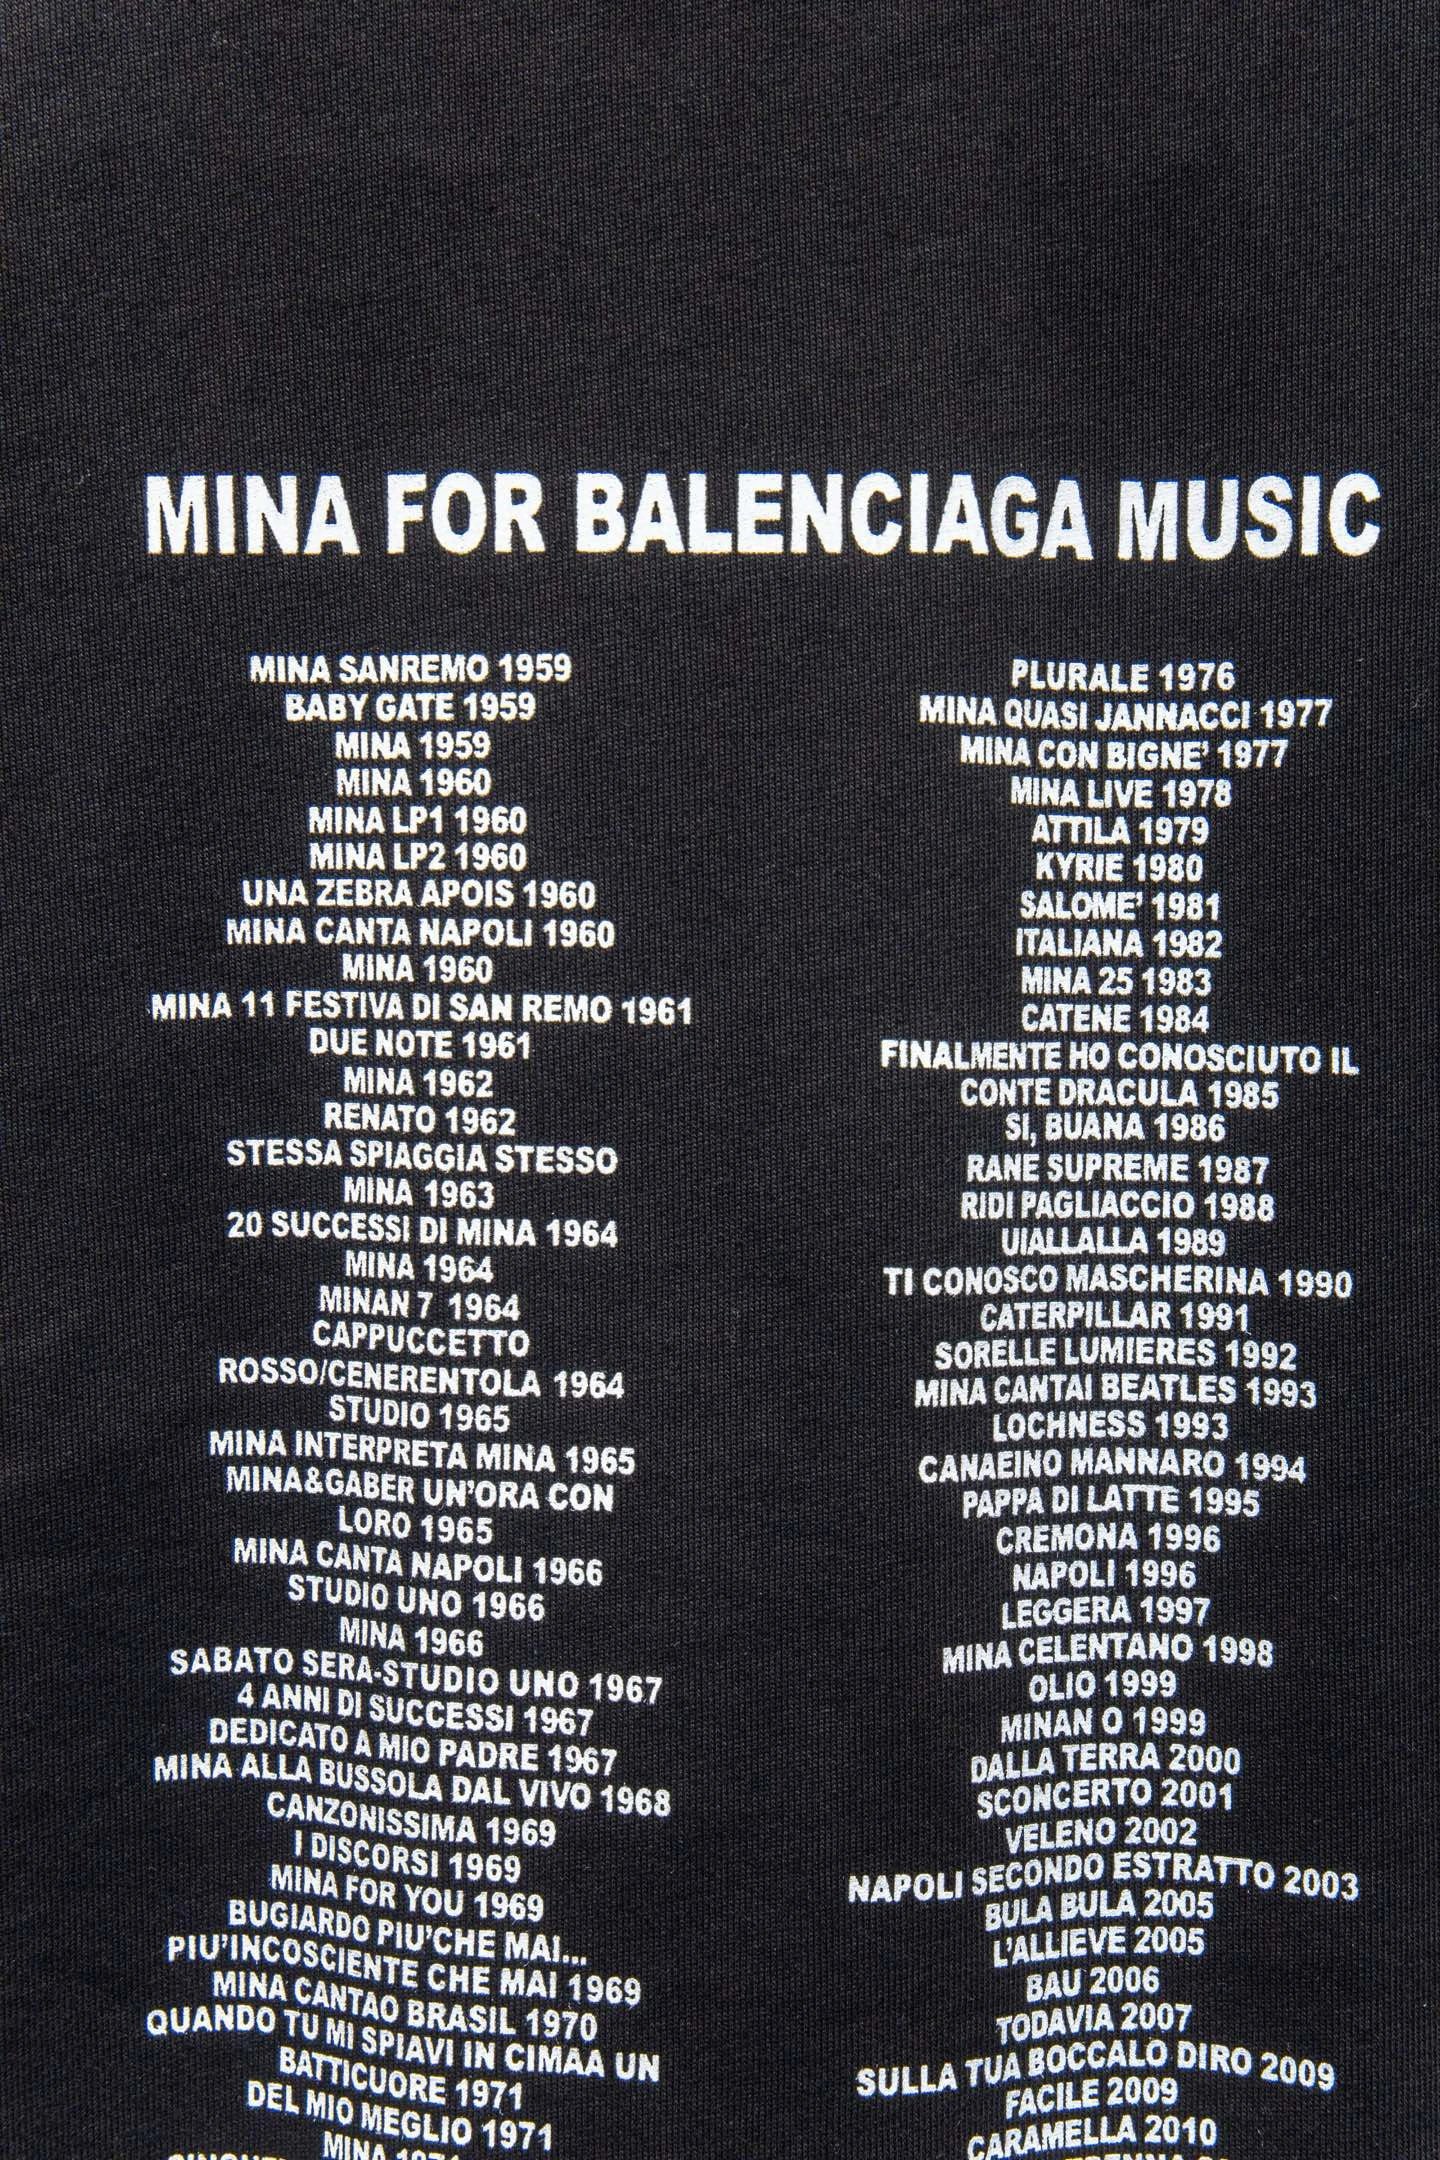 MINA FOR BALENCIAGA MUSIC
MINA SANREMO 1959
BABY GATE 1959
MINA 1959
MINA 1960
MINA LP1 1960
MINA LP2 1960
UNA ZEBRA APOIS 1960
MINA CANTA NAPOLI 1960
MINA 1960
MINA 11 FESTIVA DI SAN REMO 1961
DUE NOTE 1961
MINA 1962
RENATO 1962
STESSA SPIAGGIA STESSO
MINA 1963
20 SUCCESSI DI MINA 1964
MINA 1964
MINAN 7 1964
CAPPUCCETTO
ROSSO/CENERENTOLA 1964
STUDIO 1965
MINA INTERPRETA MINA 1965
MINA&GABER UN'ORA CON
LORO 1965
MINA CANTA NAPOLI 1966
STUDIO UNO 1966
MINA 1966
SABATO SERA-STUDIO UNO 1967
4 ANNI DI SUCCESSI 1967
DEDICATO A MIO PADRE 1967
MINA ALLA BUSSOLA DAL VIVO 1968
CANZONISSIMA 1969
I DISCORSI 1969
MINA FOR YOU 1969
BUGIARDO PIU'CHE MAI...
PIU'INCOSCIENTE CHE MAI 1969
MINA CANTAO BRASIL 1970
QUANDO TU MI SPIAVI IN CIMAA UN
BATTICUORE 1971
DEL MIO MEGLIO 1971
MINA 1971
PLURALE 1976
MINA QUASI JANNACCI 1977
MINA CON BIGNE' 1977
MINA LIVE 1978
ATTILA 1979
KYRIE 1980
SALOME' 1981
ITALIANA 1982
MINA 25 1983
CATENE 1984
FINALMENTE HO CONOSCIUTO IL
CONTE DRACULA 1985
SI, BUANA 1986
RANE SUPREME 1987
RIDI PAGLIACCIO 1988
UIALLALLA 1989
TI CONOSCO MASCHERINA 1990
CATERPILLAR 1991
SORELLE LUMIERES 1992
MINA CANTAI BEATLES 1993
LOCHNESS 1993
CANAEINO MANNARO 1994
PAPPA DI LATTE 1995
CREMONA 1996
NAPOLI 1996
LEGGERA 1997
MINA CELENTANO 1998
OLIO 1999
MINAN O 1999
DALLA TERRA 2000
SCONCERTO 2001
VELENO 2002
NAPOLI SECONDO ESTRATTO 2003
BULA BULA 2005
L'ALLIEVE 2005
BAU 2006
TODAVIA 2007
SULLA TUA BOCCALO DIRO 2009
FACILE 2009
CARAMELLA 2010